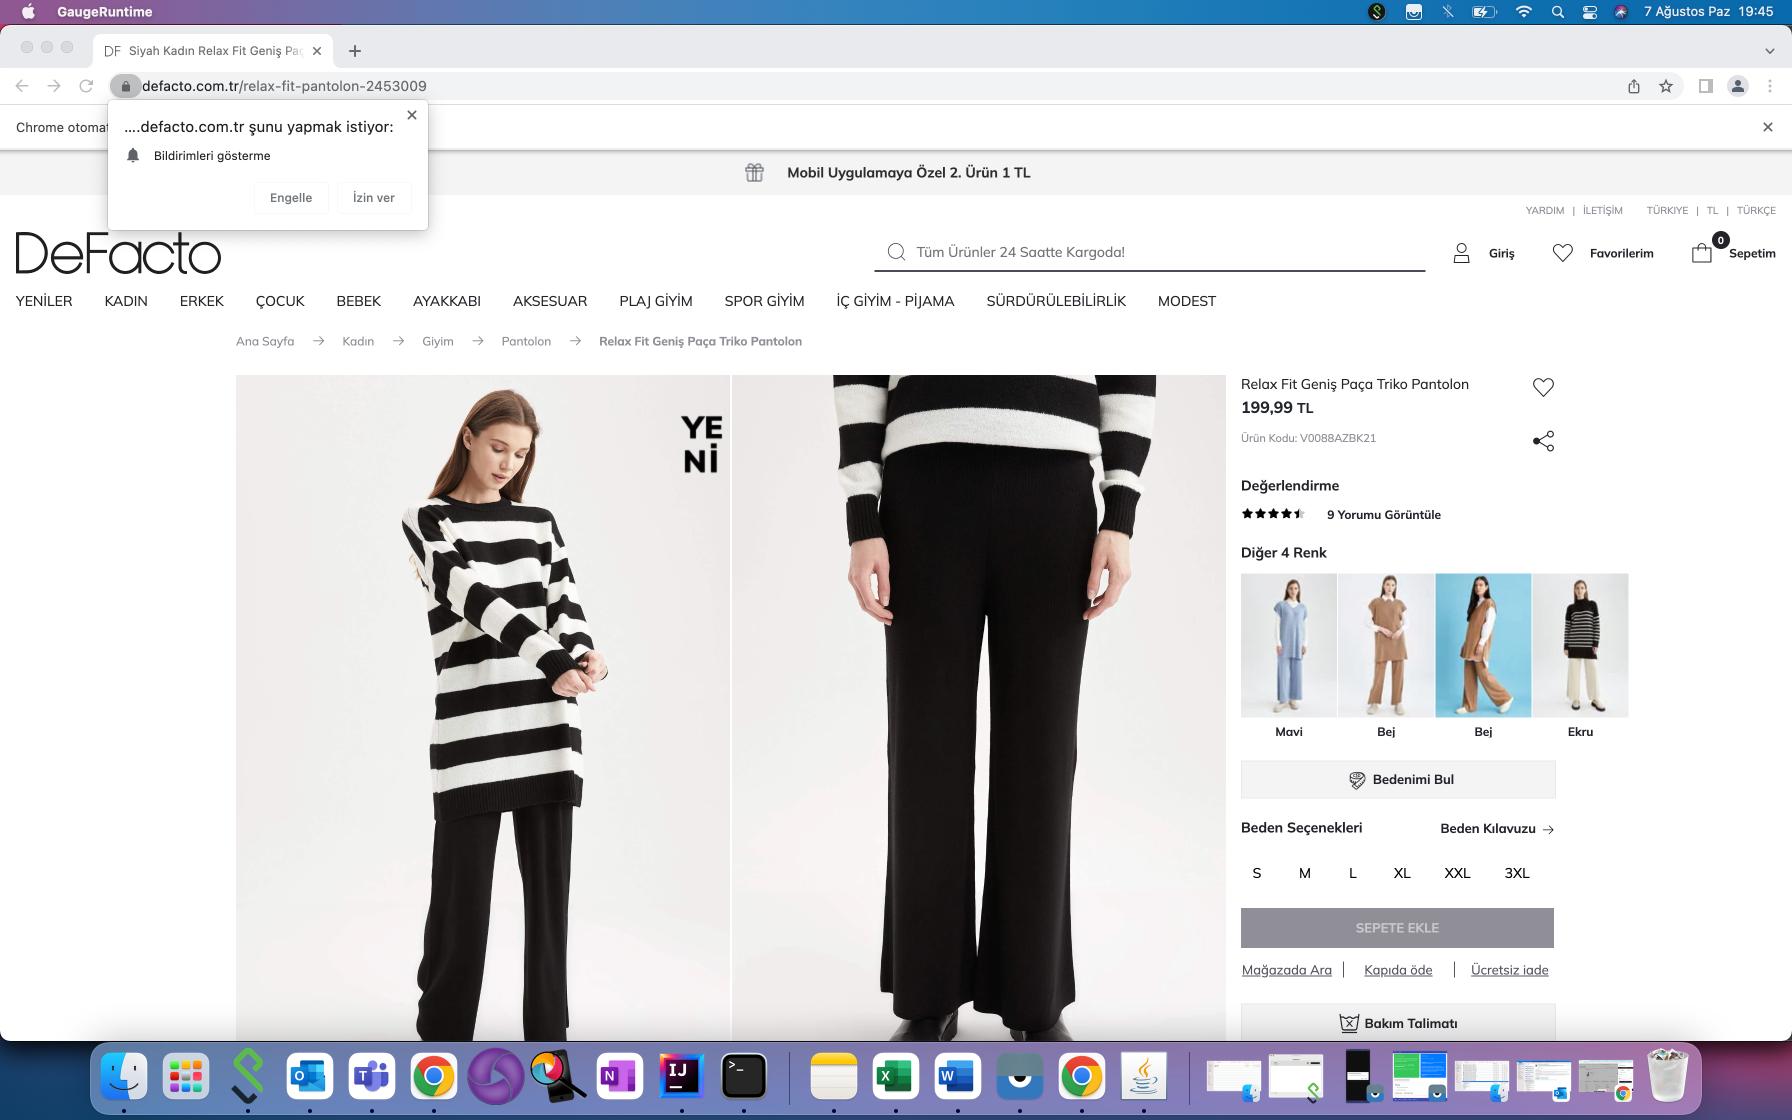 GaugeRuntime
7 Ağustos Paz 19:45
DF Siyah Kadın Relax Fit Geniş Paç
defacto.com.tr/relax-fit-pantolon-2453009
Chrome otomat
....defacto.com.tr şunu yapmak istiyor:
Bildirimleri gösterme
Engelle
İzin ver
Mobil Uygulamaya Özel 2. Ürün 1 TL
YARDIM | İLETİŞİM TÜRKIYE | TL | TÜRKÇE
DeFacto
Tüm Ürünler 24 Saatte Kargoda!
Giriş
Favorilerim
0
Sepetim
YENİLER KADIN ERKEK ÇOCUK BEBEK AYAKKABI AKSESUAR PLAJ GİYİM SPOR GİYİM İÇ GİYİM - PİJAMA SÜRDÜRÜLEBİLİRLİK MODEST
Ana Sayfa → Kadın → Giyim → Pantolon → Relax Fit Geniş Paça Triko Pantolon
YE
Nİ
Relax Fit Geniş Paça Triko Pantolon
199,99 TL
Ürün Kodu: V0088AZBK21
Değerlendirme
9 Yorumu Görüntüle
Diğer 4 Renk
Mavi Bej Bej Ekru
Bedenimi Bul
Beden Seçenekleri
Beden Kılavuzu →
S M L XL XXL 3XL
SEPETE EKLE
Mağazada Ara | Kapıda öde | Ücretsiz iade
Bakım Talimatı